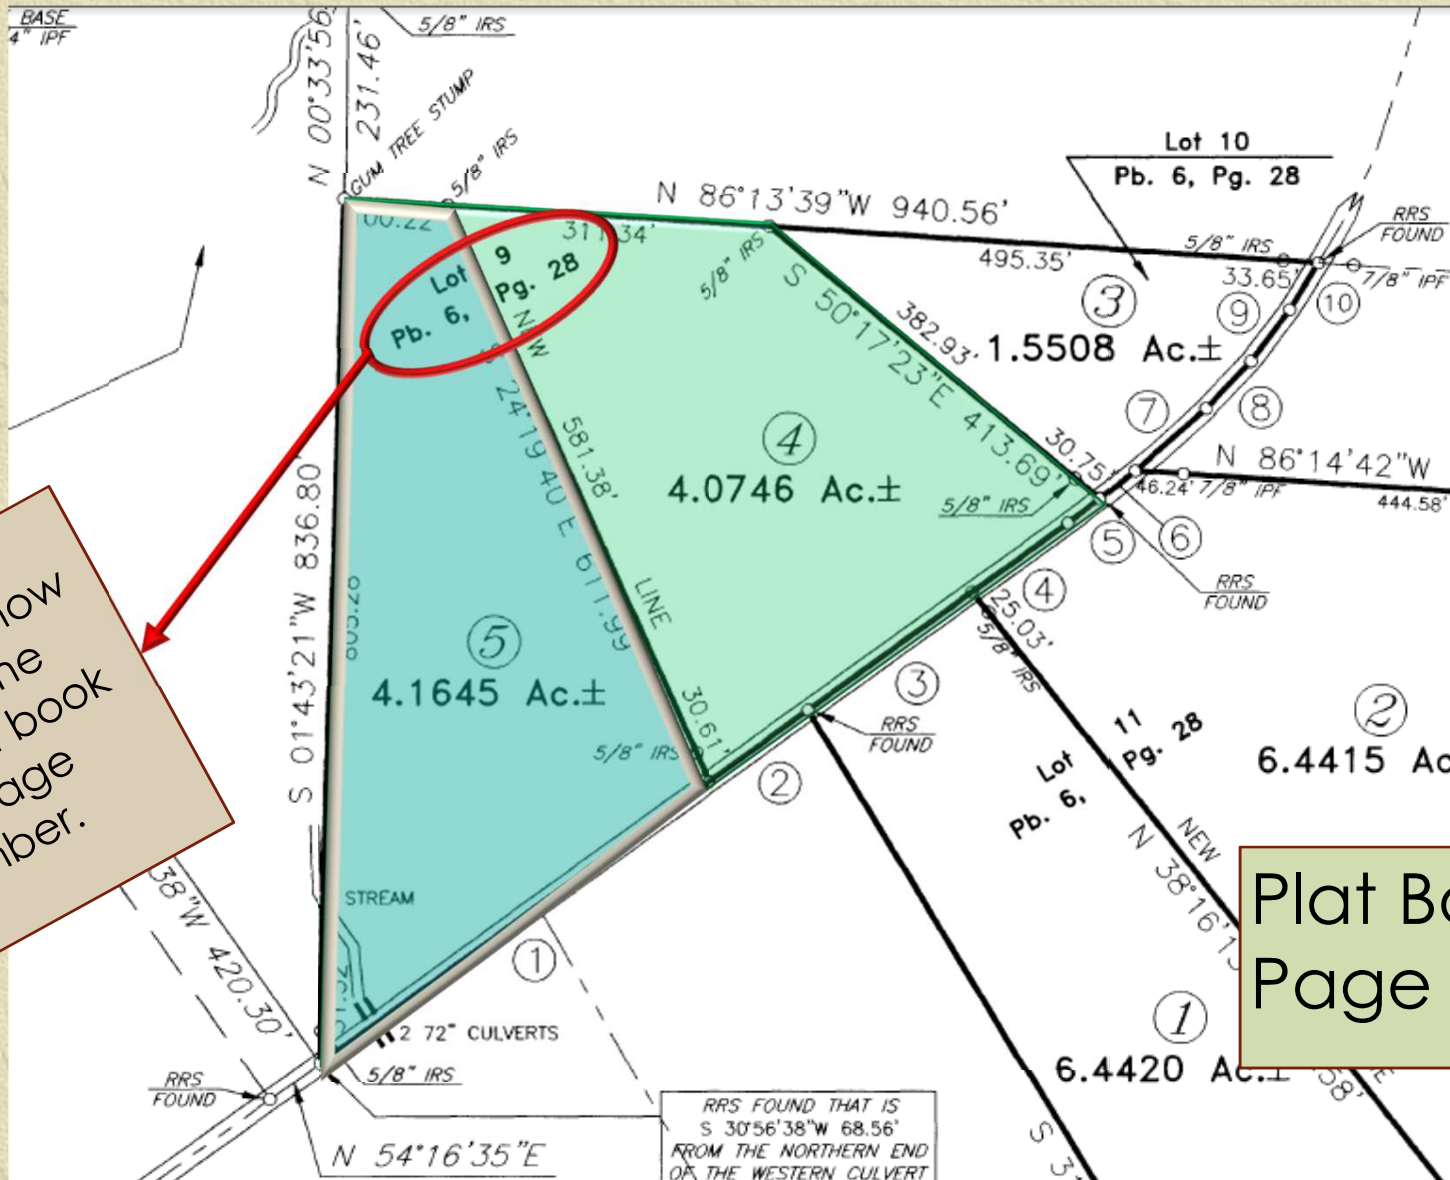 BASE
4" IPF
5/8" IRS
N 00°33'56"
231.46'
GUM TREE STUMP
5/8" IRS
N 86°13'39"W 940.56'
Lot 10
Pb. 6, Pg. 28
RRS
FOUND
5/8" IRS
7/8" IPF
495.35'
33.65'
311.34'
5/8" IRS
Lot 9
Pb. 6, Pg. 28
NEW
LINE
S 50°17'23"E 413.69'
382.93'
30.75'
3
1.5508 Ac.±
9
10
7
8
N 86°14'42"W
46.24'
7/8" IPF
444.58'
4
4.0746 Ac.±
5/8" IRS
5
6
RRS
FOUND
S 24°19'40"E 611.99'
581.38'
30.61'
S 01°43'21"W 836.80'
5
4.1645 Ac.±
5/8" IRS
4
25.03'
5/8" IRS
3
RRS
FOUND
2
Lot 11
Pb. 6, Pg. 28
2
6.4415 Ac
NEW
N 38°16'1
book
age
Plat
Page
1
6.4420 Ac.±
58'
STREAM
38"W 420.30'
1
2 72" CULVERTS
5/8" IRS
RRS
FOUND
N 54°16'35"E
RRS FOUND THAT IS
S 30°56'38"W 68.56'
FROM THE NORTHERN END
OF THE WESTERN CULVERT